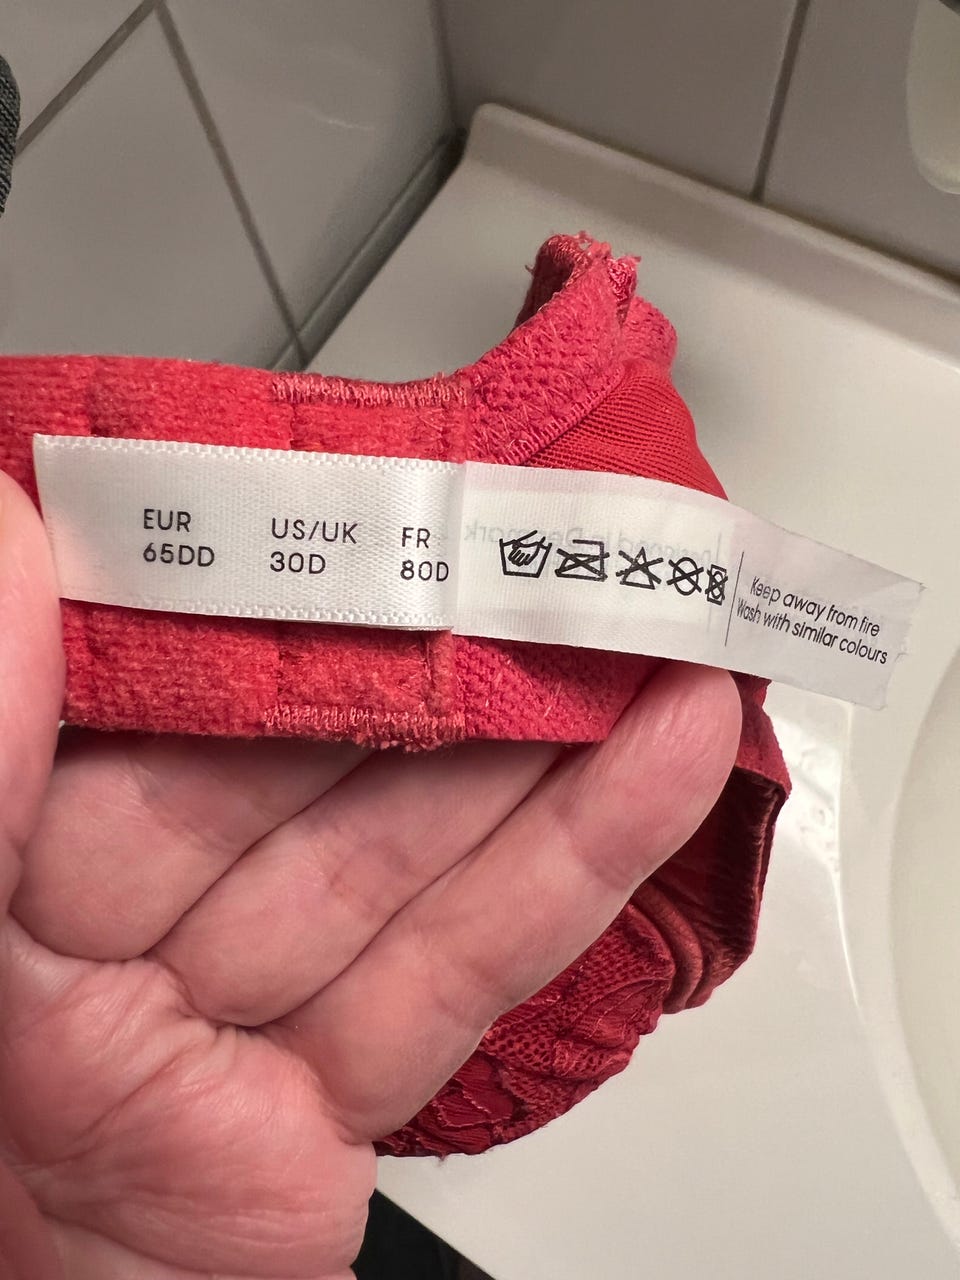 EUR
65DD
US/UK
30D
FR
80D
Keep away from fire
Wash with similar colours